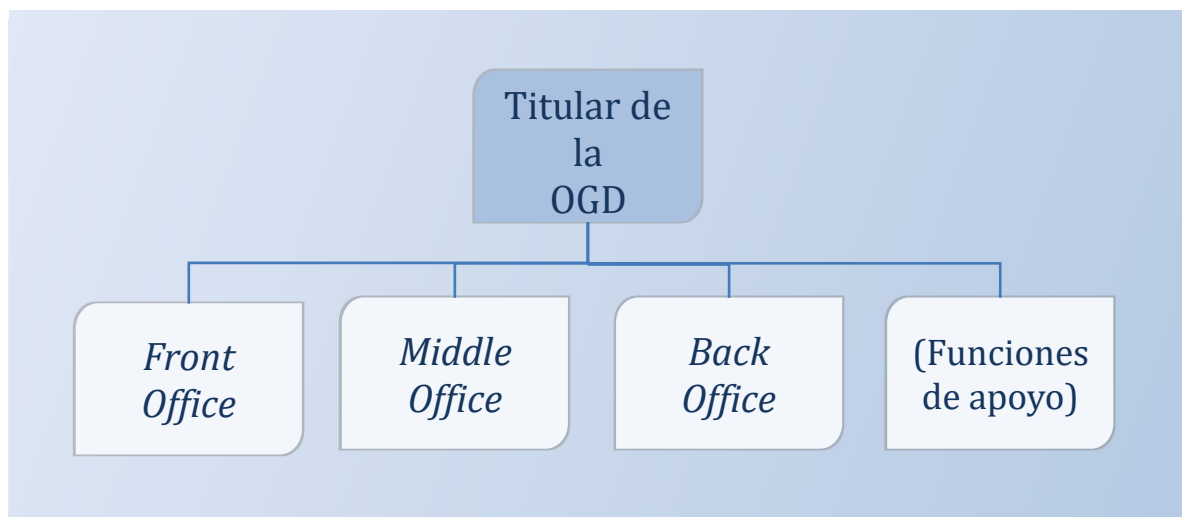 Titular de
la
OGD
Front
Office
Middle
Office
Back
Office
(Funciones
de apoyo)